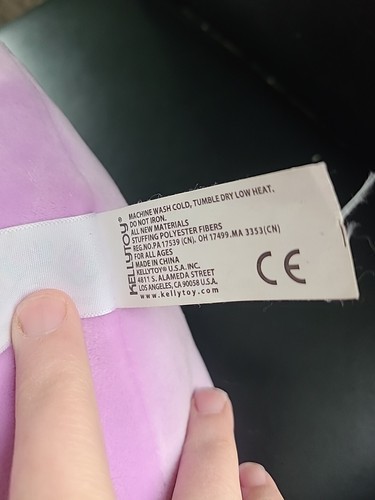 KELLYTOY®
MACHINE WASH COLD, TUMBLE DRY LOW HEAT.
DO NOT IRON.
ALL NEW MATERIALS
STUFFING POLYESTER FIBERS
REG.NO.PA 17539 (CN), OH 17499.MA 3353(CN)
FOR ALL AGES
MADE IN CHINA
KELLYTOY® U.S.A. INC.
4811 S. ALAMEDA STREET
LOS ANGELES, CA 90058 U.S.A.
www.kellytoy.com
CE